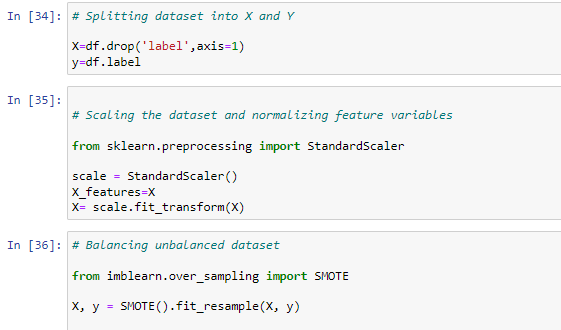 In [34]: # Splitting dataset into X and Y
X=df.drop('label',axis=1)
y=df.label
In [35]:
# Scaling the dataset and normalizing feature variables
from sklearn.preprocessing import StandardScaler
scale = StandardScaler()
X_features=X
X= scale.fit_transform(X)
In [36]: # Balancing unbalanced dataset
from imblearn.over_sampling import SMOTE
X, y = SMOTE().fit_resample(X, y)